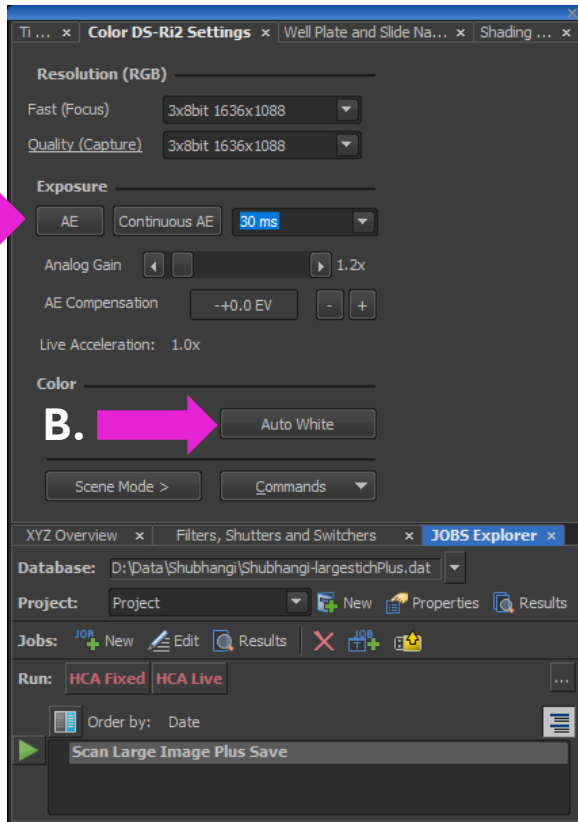 Ti ... × Color DS-Ri2 Settings × Well Plate and Slide Na... × Shading ... ×
Resolution (RGB)
Fast (Focus) 3x8bit 1636x1088
Quality (Capture) 3x8bit 1636x1088
Exposure
AE Continuous AE 30 ms
Analog Gain 1.2x
AE Compensation -+0.0 EV - +
Live Acceleration: 1.0x
Color
B. Auto White
Scene Mode > Commands
XYZ Overview × Filters, Shutters and Switchers × JOBS Explorer ×
Database: D:\Data\Shubhangi\Shubhangi-largestichPlus.dat
Project: Project New Properties Results
Jobs: JOB New Edit Results JOB
Run: HCA Fixed HCA Live ...
Order by: Date
Scan Large Image Plus Save